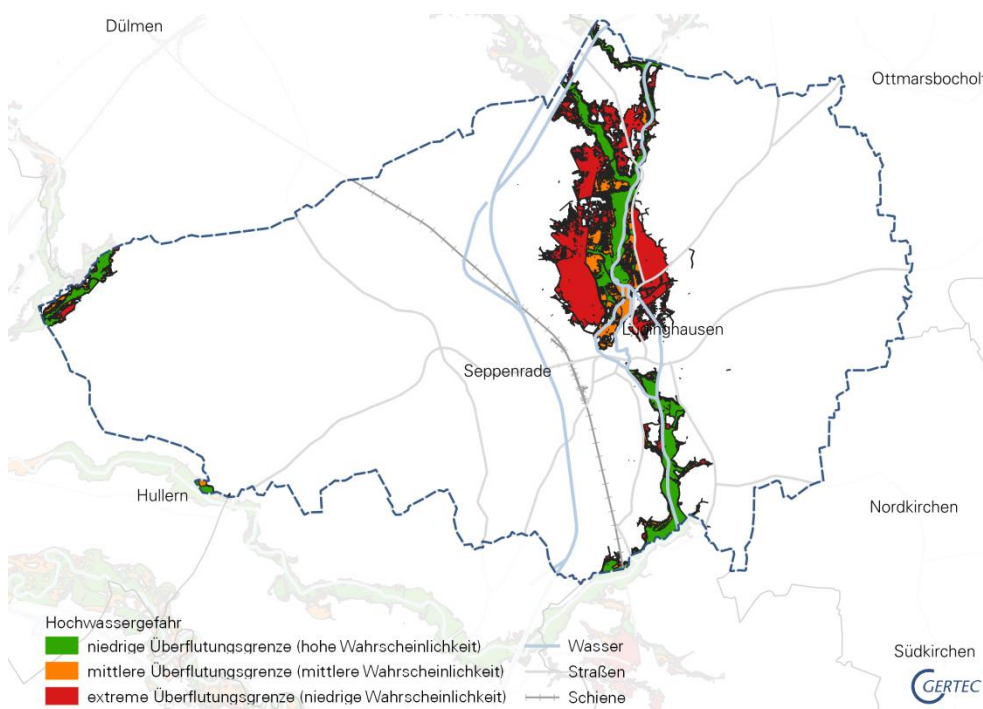 Dülmen
Ottmarsbocholt
Lüdinghausen
Seppenrade
Hullern
Nordkirchen
Hochwassergefahr
niedrige Überflutungsgrenze (hohe Wahrscheinlichkeit)
mittlere Überflutungsgrenze (mittlere Wahrscheinlichkeit)
extreme Überflutungsgrenze (niedrige Wahrscheinlichkeit)
Wasser
Straßen
Schiene
Südkirchen
GERTEC